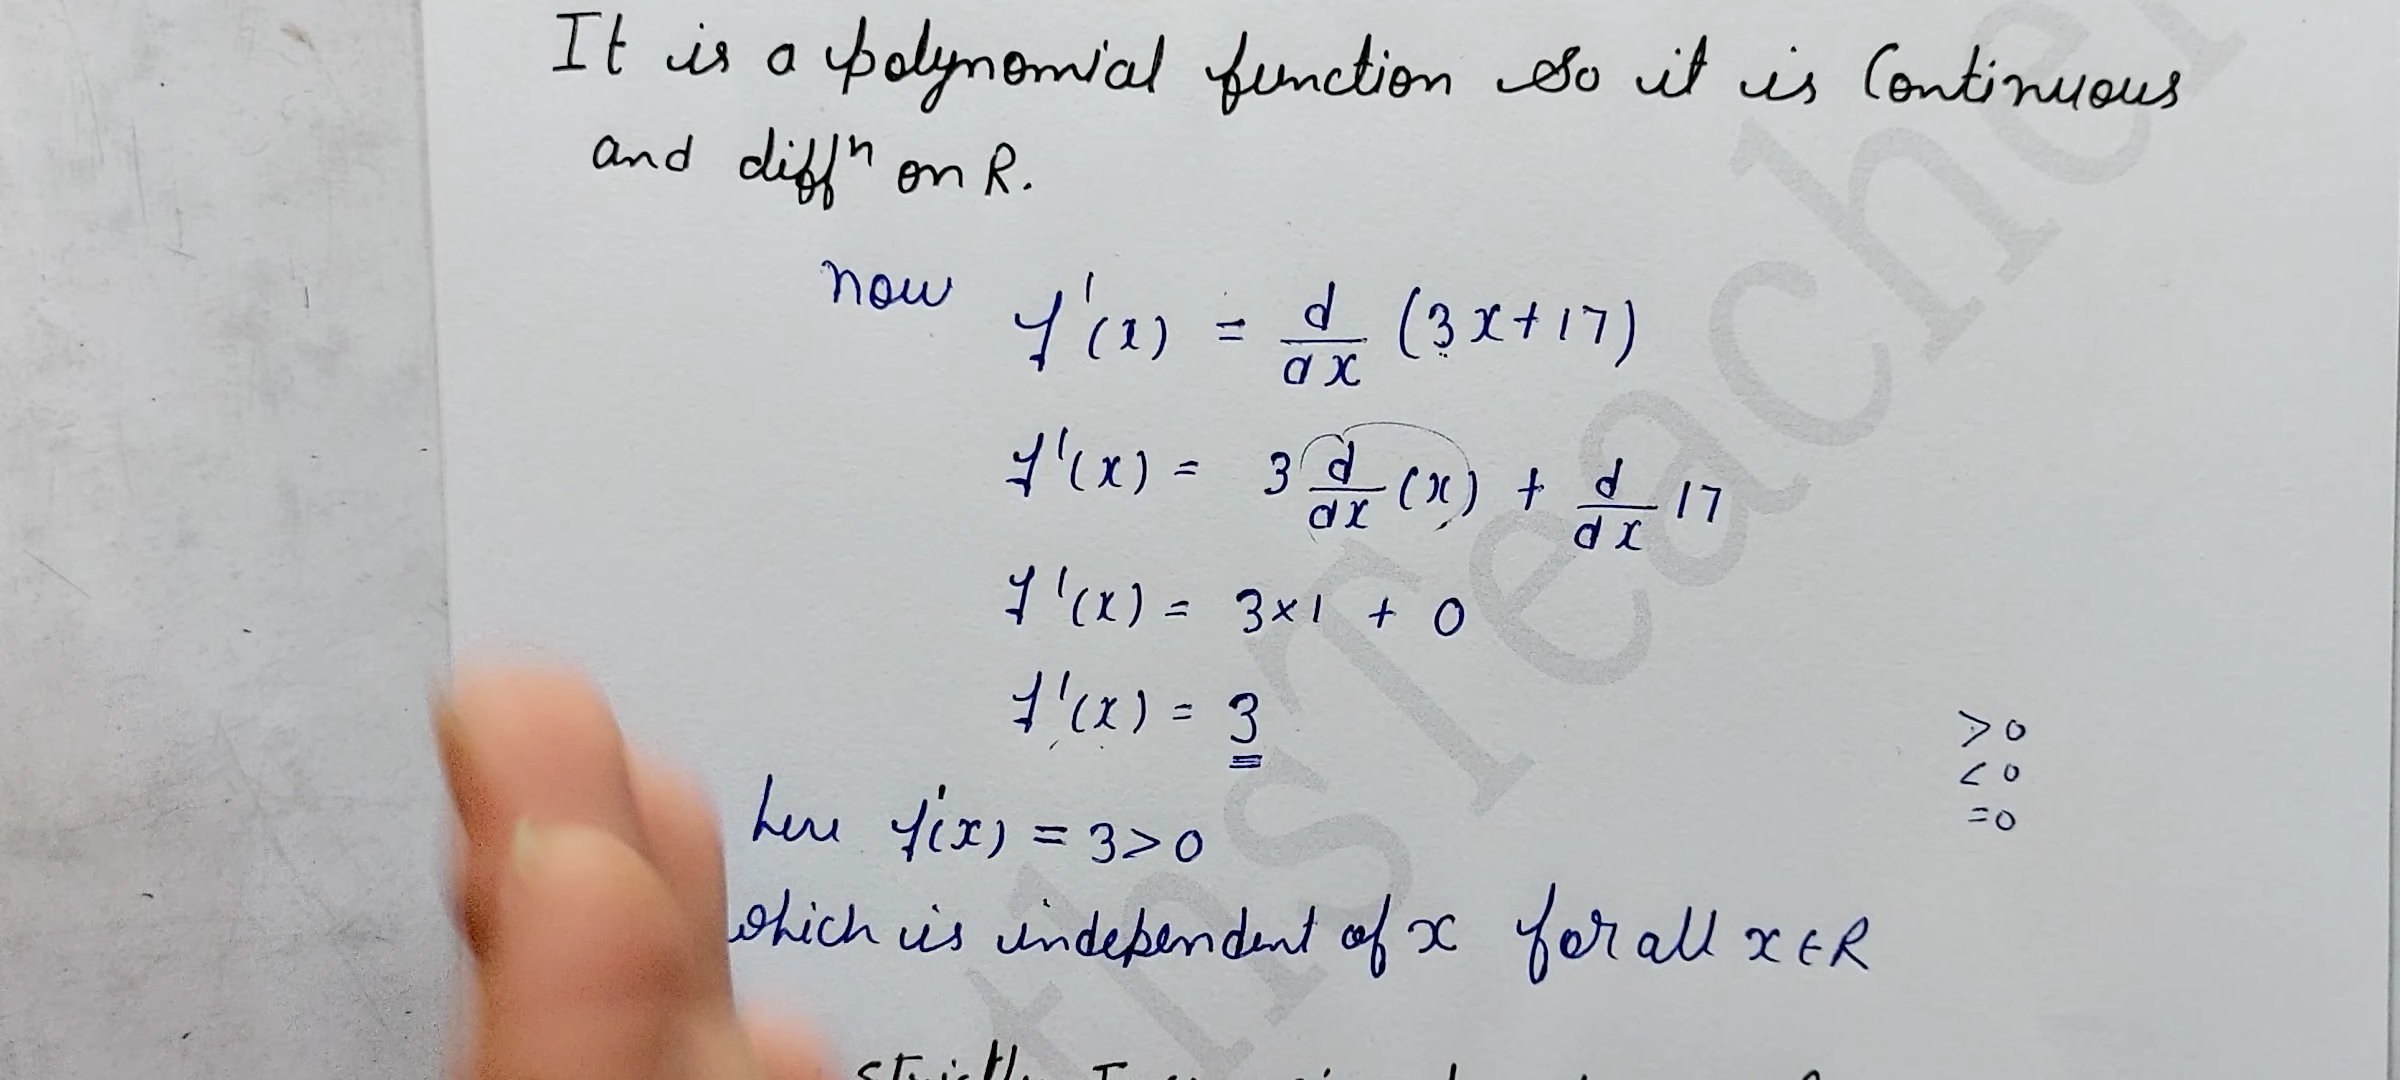 It is a polynomial function so it is Continuous
and diffⁿ on R.
now f'(x) = d/dx (3x+17)
f'(x) = 3 d/dx (x) + d/dx 17
f'(x) = 3×1 + 0
f'(x) = 3
>0
<0
=0
here f'(x) = 3>0
which is independent of x for all x∈R